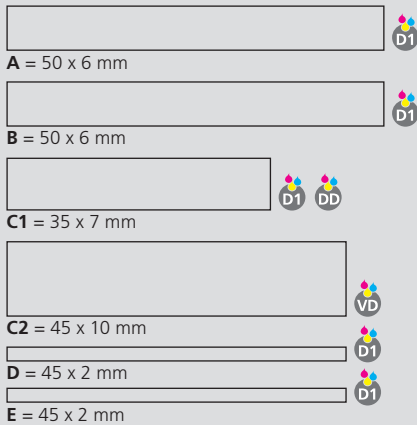 D1
A = 50 x 6 mm
D1
B = 50 x 6 mm
D1 DD
C1 = 35 x 7 mm
VD
C2 = 45 x 10 mm
D1
D = 45 x 2 mm
D1
E = 45 x 2 mm